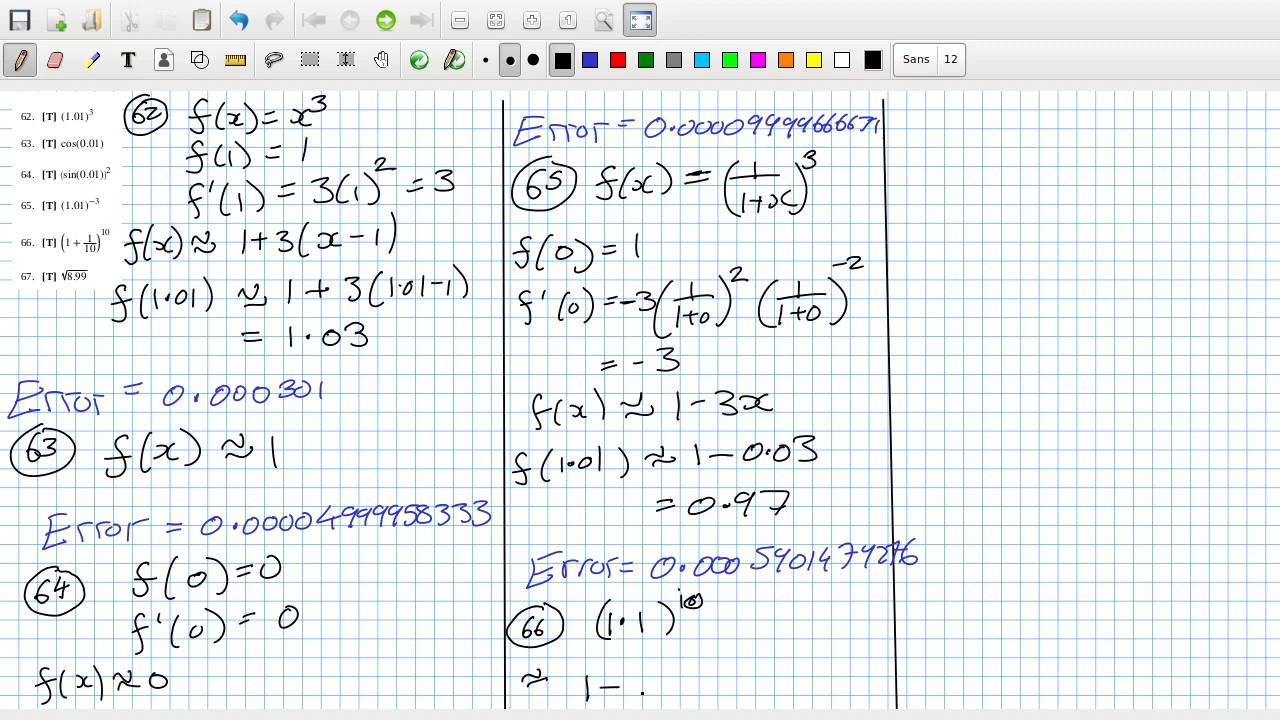 Sans 12
62. [T] (1.01)^3
63. [T] cos(0.01)
64. [T] (sin(0.01))^2
65. [T] (1.01)^{-3}
66. [T] (1 + 1/10)^{10}
67. [T] √8.99
62 f(x) = x^3
f(1) = 1
f'(1) = 3(1)^2 = 3
f(x) ≈ 1+3(x-1)
f(1.01) ≈ 1+3(1.01-1)
= 1.03
Error = 0.000301
63 f(x) ≈ 1
Error = 0.00004999958333
64 f(0) = 0
f'(0) = 0
f(x) ≈ 0
Error = 0.00009999666671
65 f(x) = (1/(1+x))^3
f(0) = 1
f'(0) = -3(1/(1+0))^2 (1/(1+0))^{-2}
= -3
f(x) ≈ 1-3x
f(1.01) ≈ 1-0.03
= 0.97
Error = 0.000
66 (1.1)^{10}
≈ 1-